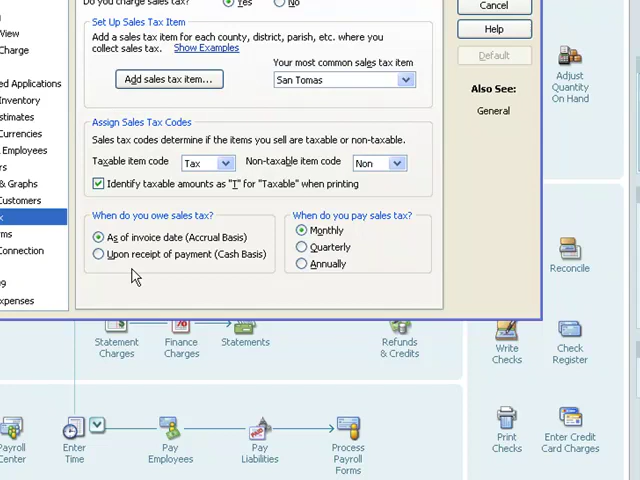 Do you charge sales tax?
Yes
No
Cancel
Help
Default
Also See:
General
View
Charge
ed Applications
Inventory
stimates
Currencies
Employees
rs
& Graphs
Customers
x
ms
Connection
99
xpenses
Set Up Sales Tax Item
Add a sales tax item for each county, district, parish, etc. where you
collect sales tax.
Show Examples
Your most common sales tax item
Add sales tax item...
San Tomas
Assign Sales Tax Codes
Sales tax codes determine if the items you sell are taxable or non-taxable.
Taxable item code
Tax
Non-taxable item code
Non
Identify taxable amounts as "T" for "Taxable" when printing
When do you owe sales tax?
As of invoice date (Accrual Basis)
Upon receipt of payment (Cash Basis)
When do you pay sales tax?
Monthly
Quarterly
Annually
Adjust
Quantity
On Hand
Reconcile
Statement
Charges
Finance
Charges
Statements
Refunds
& Credits
Write
Checks
Check
Register
Payroll
Center
Enter
Time
Pay
Employees
Pay
Liabilities
Process
Payroll
Forms
Print
Checks
Enter Credit
Card Charges